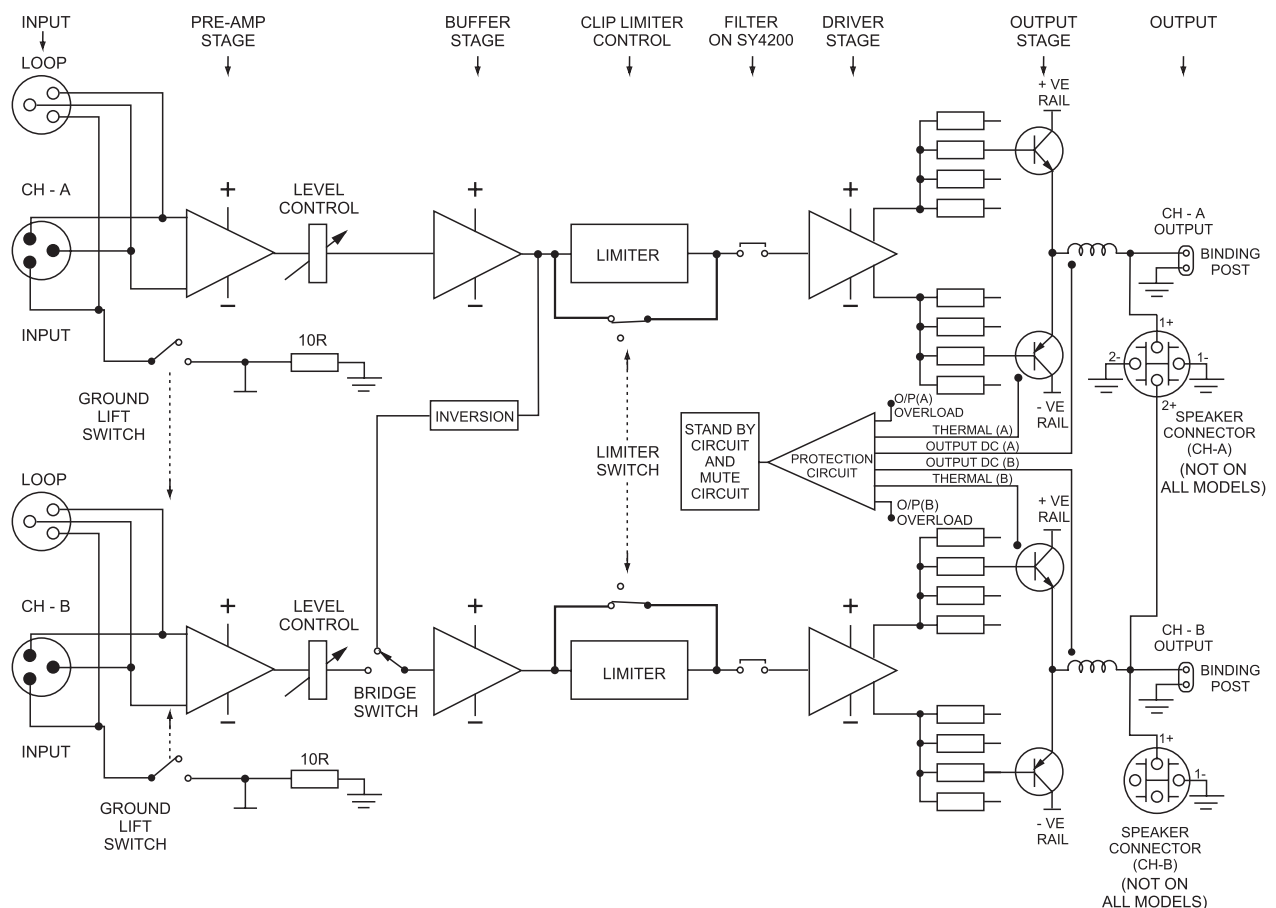 INPUT
PRE-AMP
STAGE
BUFFER
STAGE
CLIP LIMITER
CONTROL
FILTER
ON SY4200
DRIVER
STAGE
OUTPUT
STAGE
OUTPUT
LOOP
+ VE
RAIL
CH - A
+
LEVEL
CONTROL
+
LIMITER
+
CH - A
OUTPUT
BINDING
POST
INPUT
–
–
–
10R
1+
2-
1-
2+
GROUND
LIFT
SWITCH
INVERSION
LIMITER
SWITCH
STAND BY
CIRCUIT
AND
MUTE
CIRCUIT
PROTECTION
CIRCUIT
O/P(A)
OVERLOAD
THERMAL (A)
OUTPUT DC (A)
OUTPUT DC (B)
THERMAL (B)
O/P(B)
OVERLOAD
- VE
RAIL
SPEAKER
CONNECTOR
(CH-A)
(NOT ON
ALL MODELS)
LOOP
+ VE
RAIL
CH - B
+
LEVEL
CONTROL
+
+
CH - B
OUTPUT
BINDING
POST
BRIDGE
SWITCH
LIMITER
INPUT
–
–
–
10R
1+
1-
GROUND
LIFT
SWITCH
- VE
RAIL
SPEAKER
CONNECTOR
(CH-B)
(NOT ON
ALL MODELS)